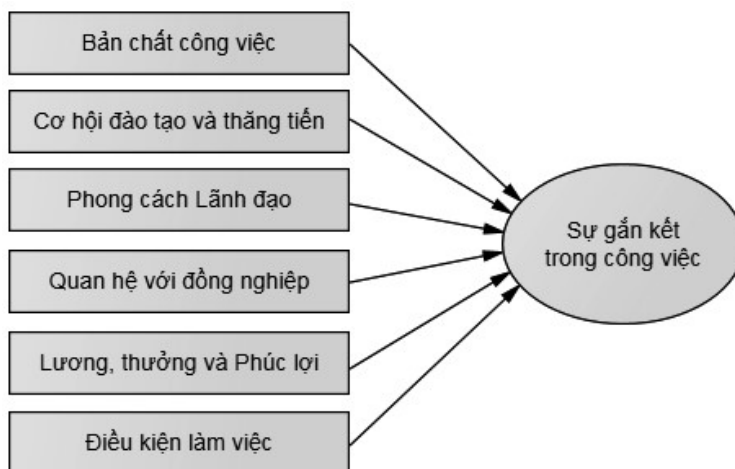 Bản chất công việc
Cơ hội đào tạo và thăng tiến
Phong cách Lãnh đạo
Quan hệ với đồng nghiệp
Lương, thưởng và Phúc lợi
Điều kiện làm việc
Sự gắn kết
trong công việc